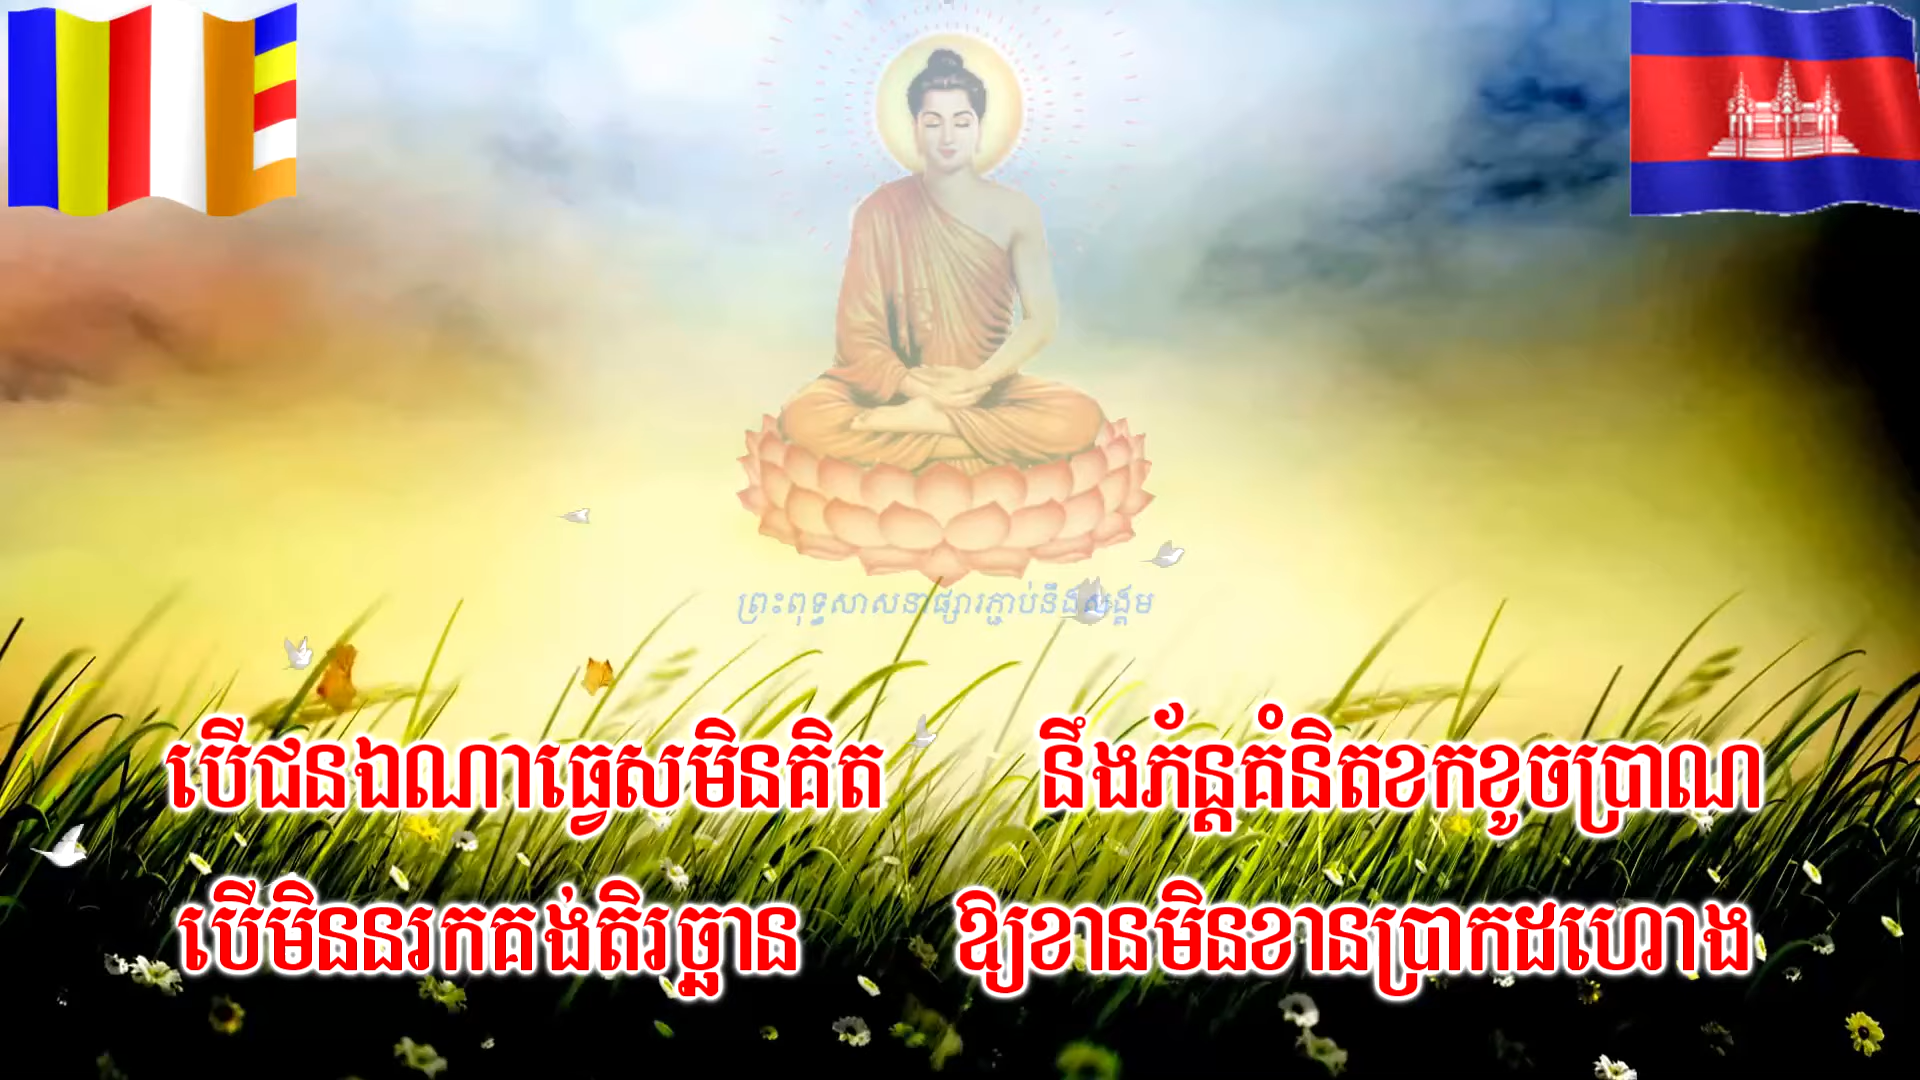 ព្រះពុទ្ធសាសនាផ្សារភ្ជាប់នឹងសង្គម
បើជនឯណាធ្វេសមិនគិត នឹងភ័ន្តគំនិតខកខូចប្រាណ
បើមិននរកគង់តិរច្ឆាន ឱ្យខានមិនខានប្រាកដហោង